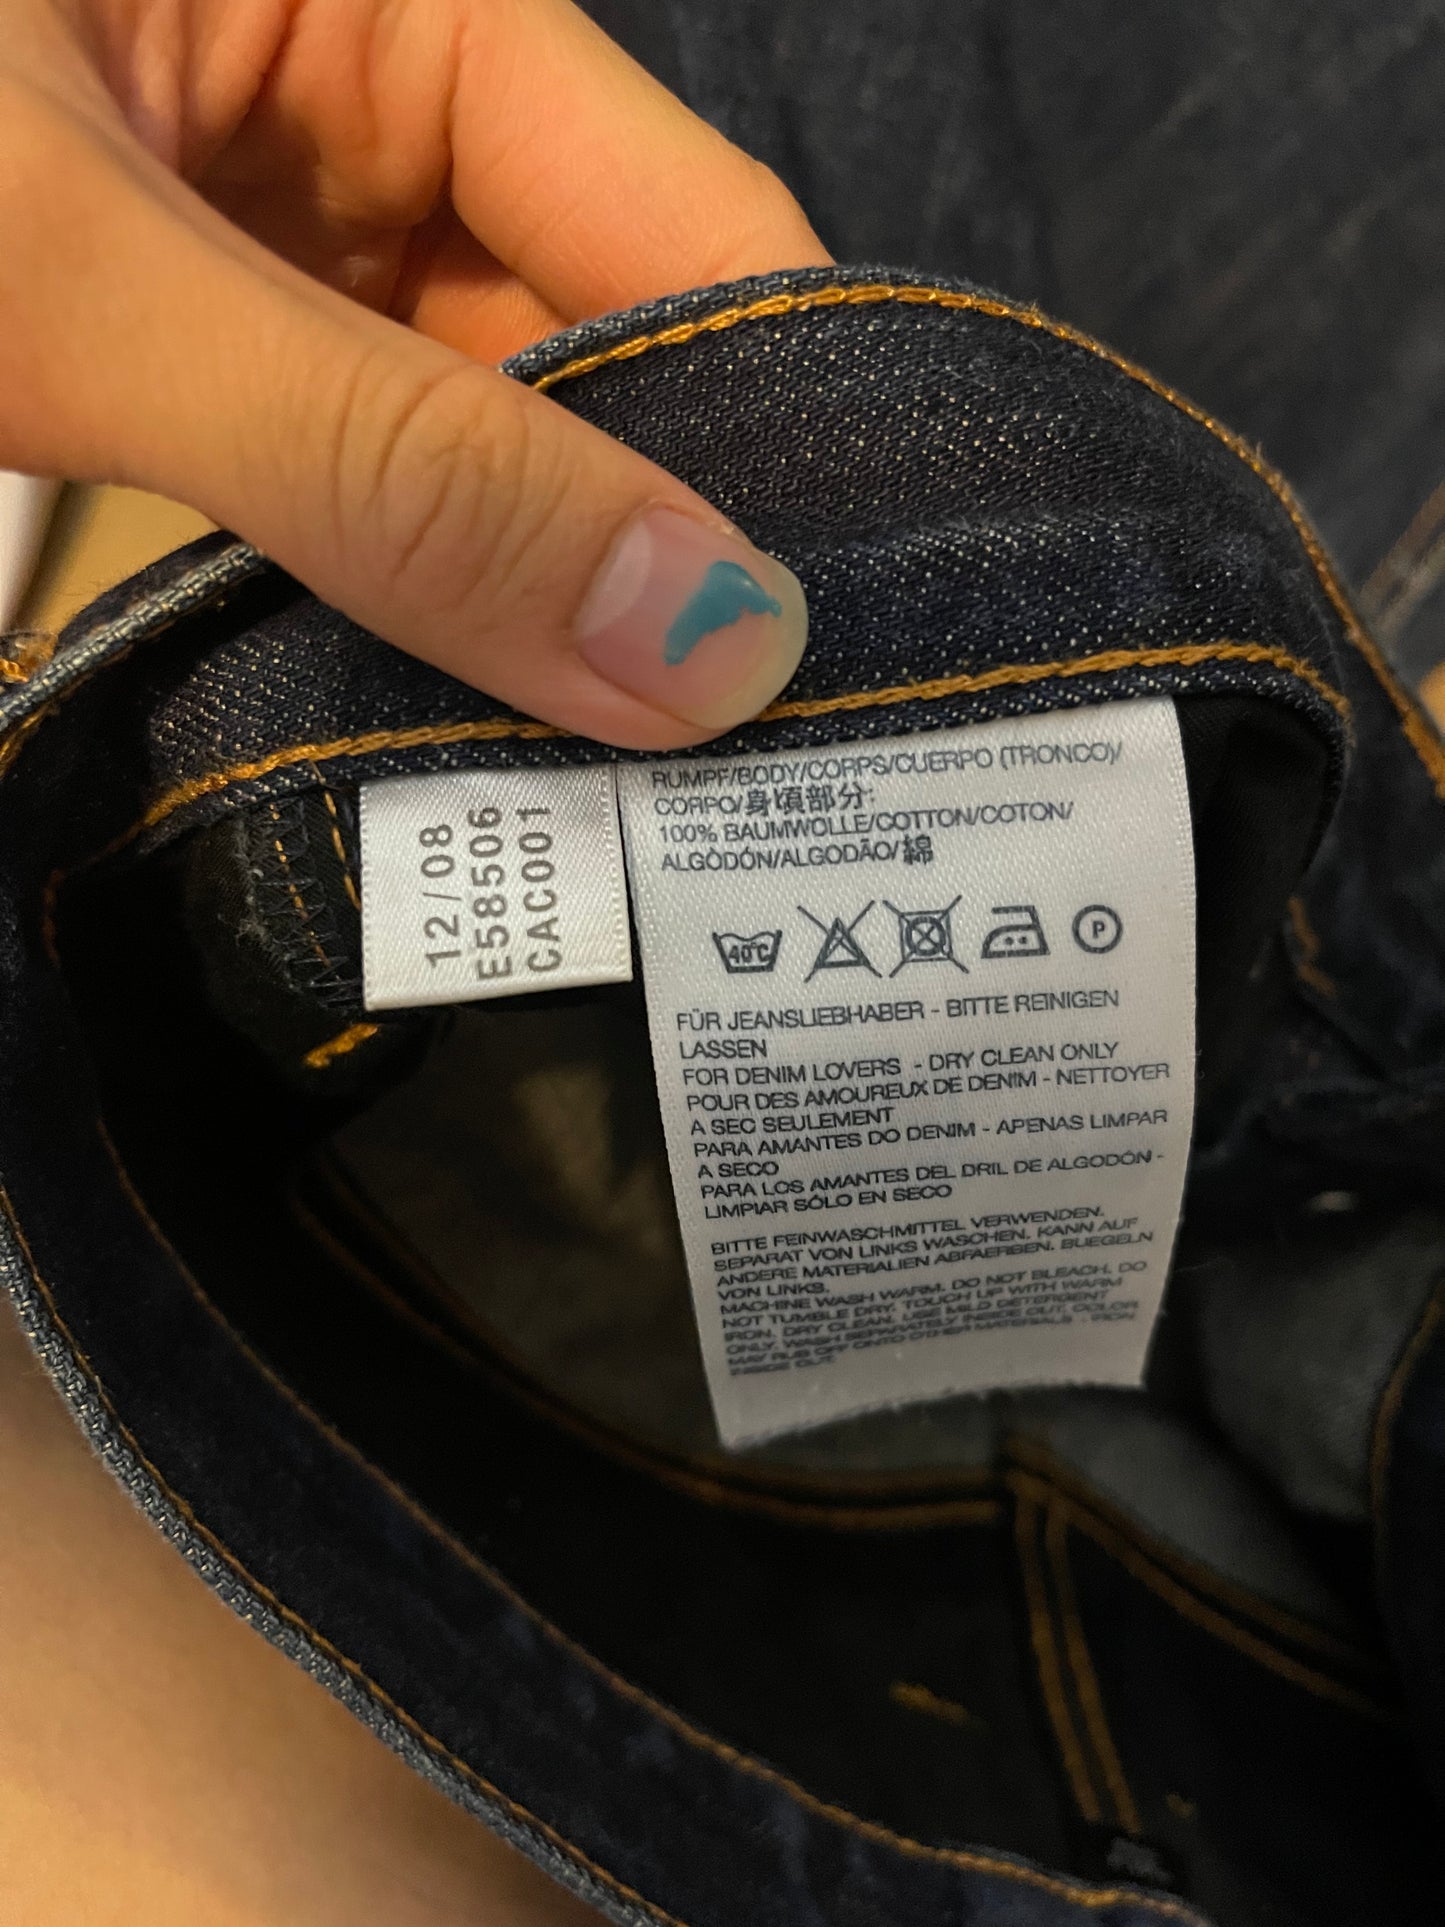 12/08
E58506
CAC001
RUMPF/BODY/CORPS/CUERPO (TRONCO)/
CORPO/身頃部分:
100% BAUMWOLLE/COTTON/COTON/
ALGODÓN/ALGODÃO/綿
40°C
P
FÜR JEANSLIEBHABER - BITTE REINIGEN
LASSEN
FOR DENIM LOVERS - DRY CLEAN ONLY
POUR DES AMOUREUX DE DENIM - NETTOYER
A SEC SEULEMENT
PARA AMANTES DO DENIM - APENAS LIMPAR
A SECO
PARA LOS AMANTES DEL DRIL DE ALGODÓN -
LIMPIAR SÓLO EN SECO
BITTE FEINWASCHMITTEL VERWENDEN.
SEPARAT VON LINKS WASCHEN. KANN AUF
ANDERE MATERIALIEN ABFAERBEN. BUEGELN
VON LINKS.
MACHINE WASH WARM. DO NOT BLEACH. DO
NOT TUMBLE DRY. TOUCH UP WITH WARM
IRON. DRY CLEAN. USE MILD DETERGENT
ONLY. WASH SEPARATELY INSIDE OUT. COLOR
MAY RUB OFF ONTO OTHER MATERIALS - IRON
INSIDE OUT.